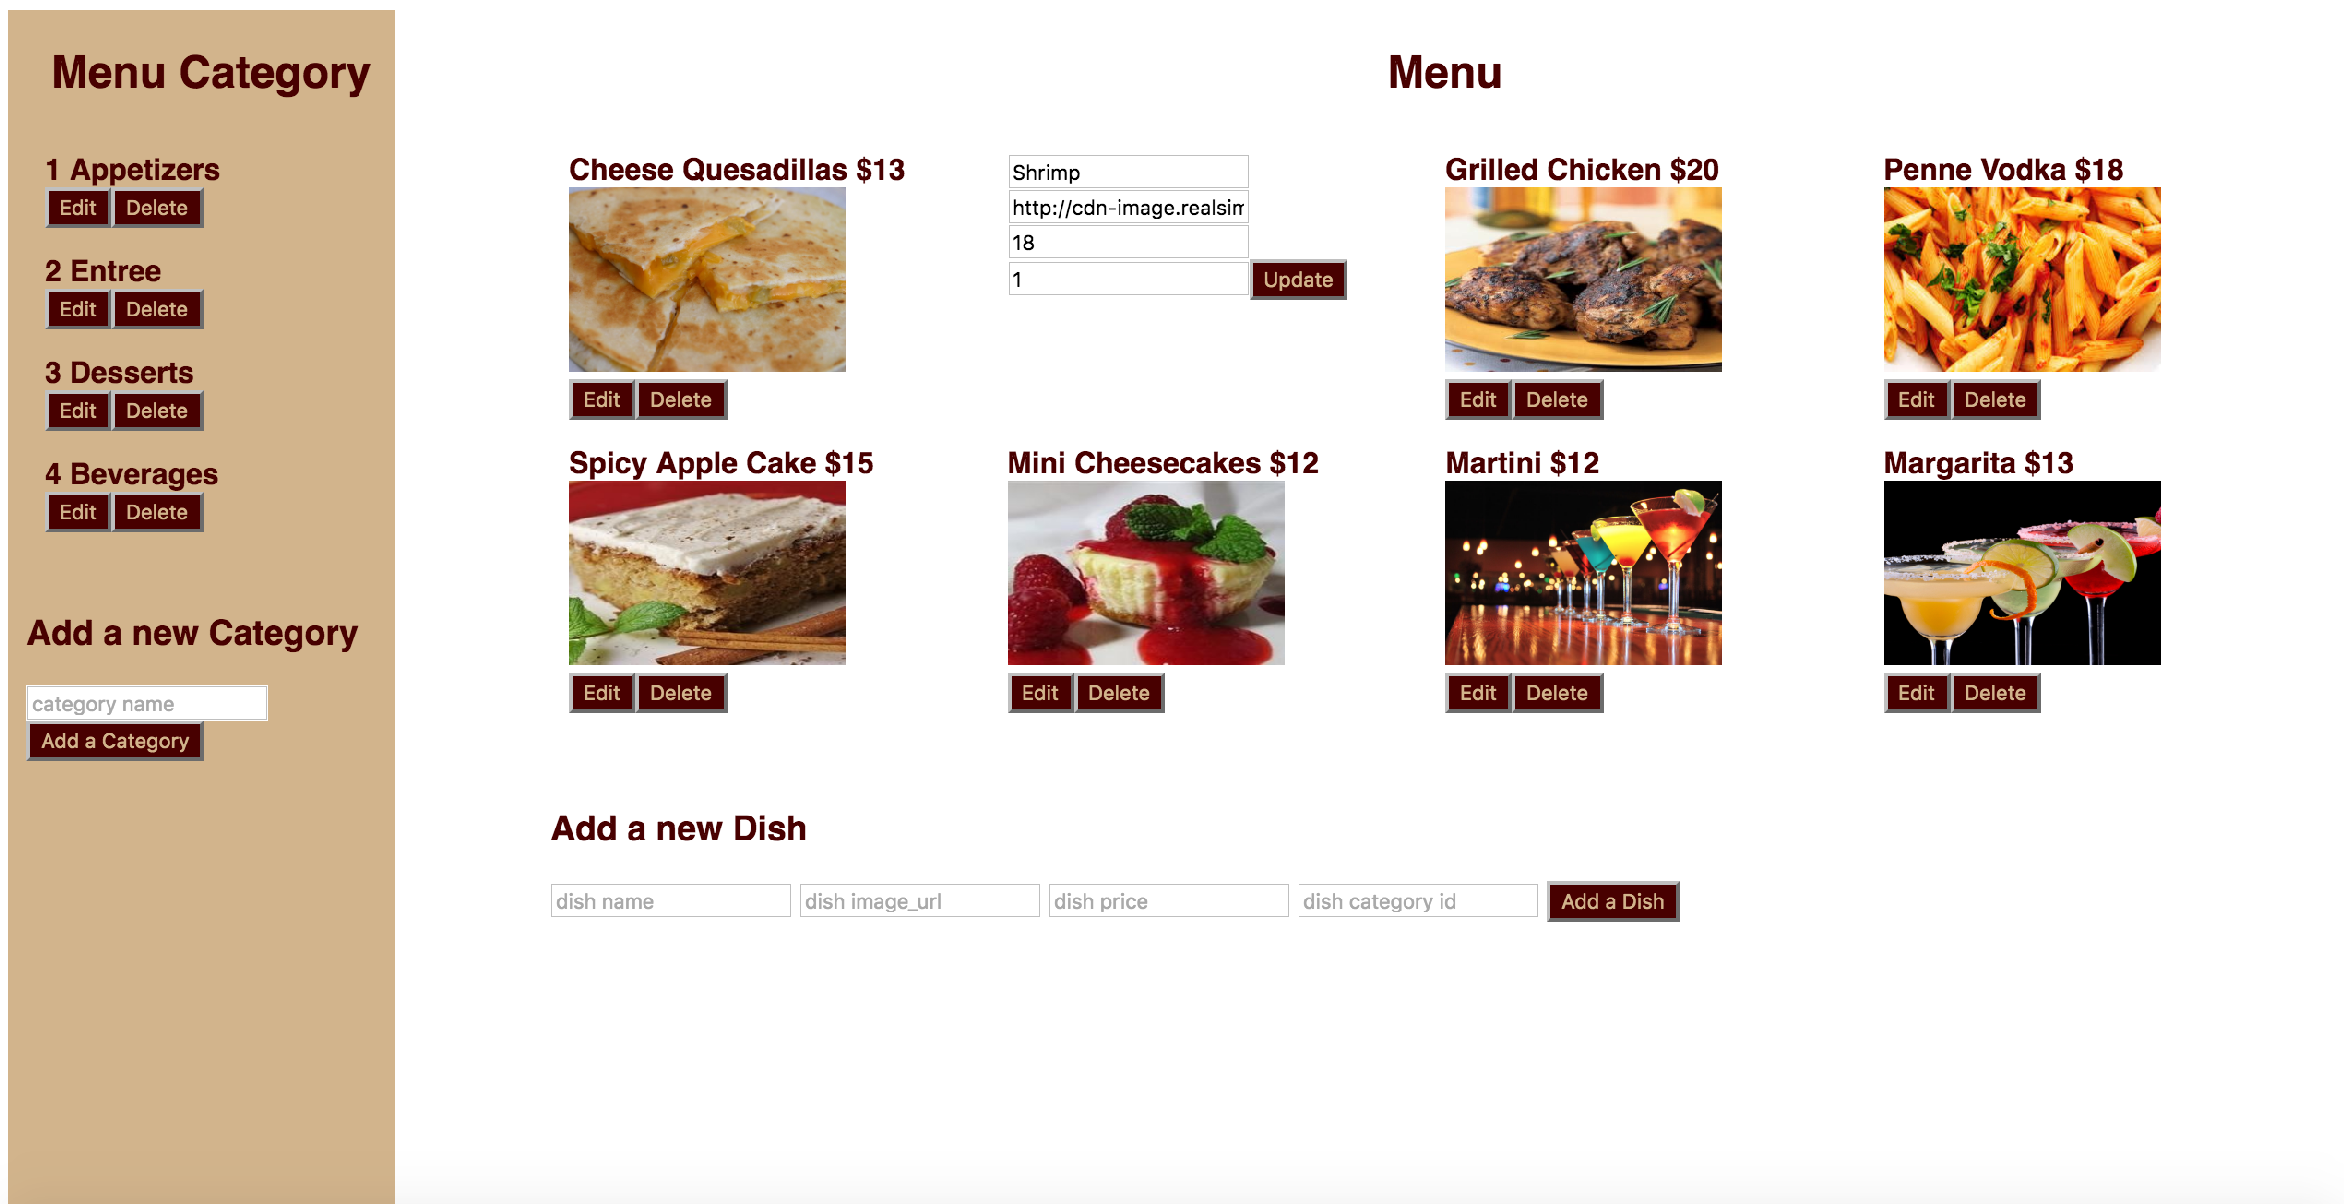 Menu Category
1 Appetizers
Edit Delete
2 Entree
Edit Delete
3 Desserts
Edit Delete
4 Beverages
Edit Delete
Add a new Category
category name
Add a Category
Menu
Cheese Quesadillas $13
Edit Delete
Shrimp
http://cdn-image.realsim
18
1
Update
Grilled Chicken $20
Edit Delete
Penne Vodka $18
Edit Delete
Spicy Apple Cake $15
Edit Delete
Mini Cheesecakes $12
Edit Delete
Martini $12
Edit Delete
Margarita $13
Edit Delete
Add a new Dish
dish name dish image_url dish price dish category id Add a Dish